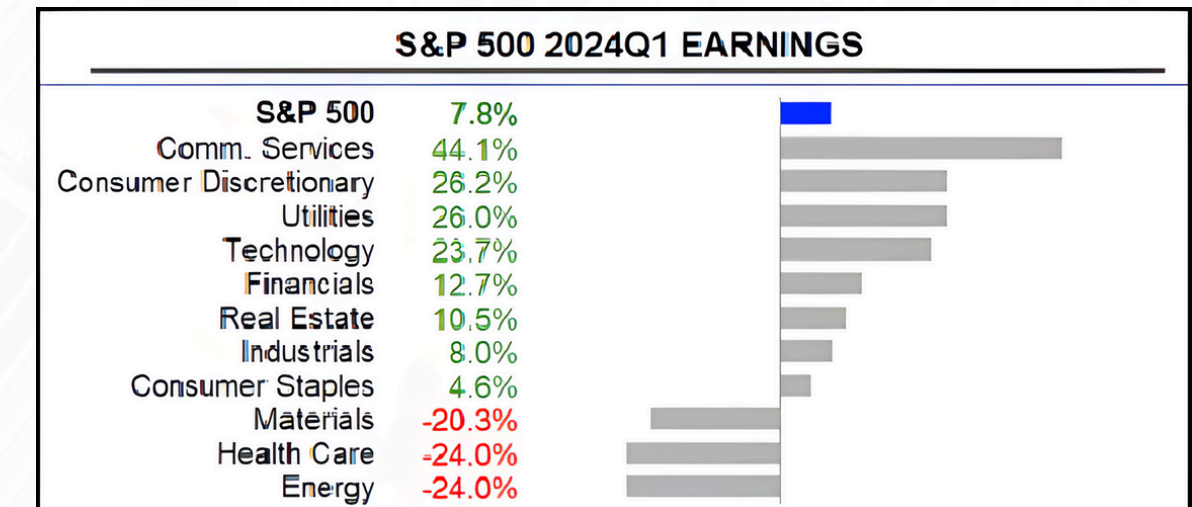 S&P 500 2024Q1 EARNINGS
S&P 500 7.8%
Comm. Services 44.1%
Consumer Discretionary 26.2%
Utilities 26.0%
Technology 23.7%
Financials 12.7%
Real Estate 10.5%
Industrials 8.0%
Consumer Staples 4.6%
Materials -20.3%
Health Care -24.0%
Energy -24.0%